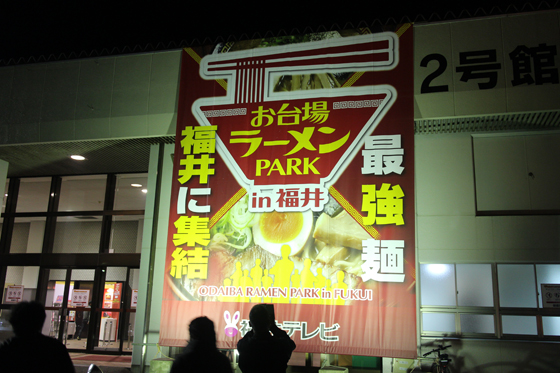 2号館
お台場
ラーメン
PARK
in 福井
最強麺
福井に集結
ODAIBA RAMEN PARK in FUKUI
テレビ